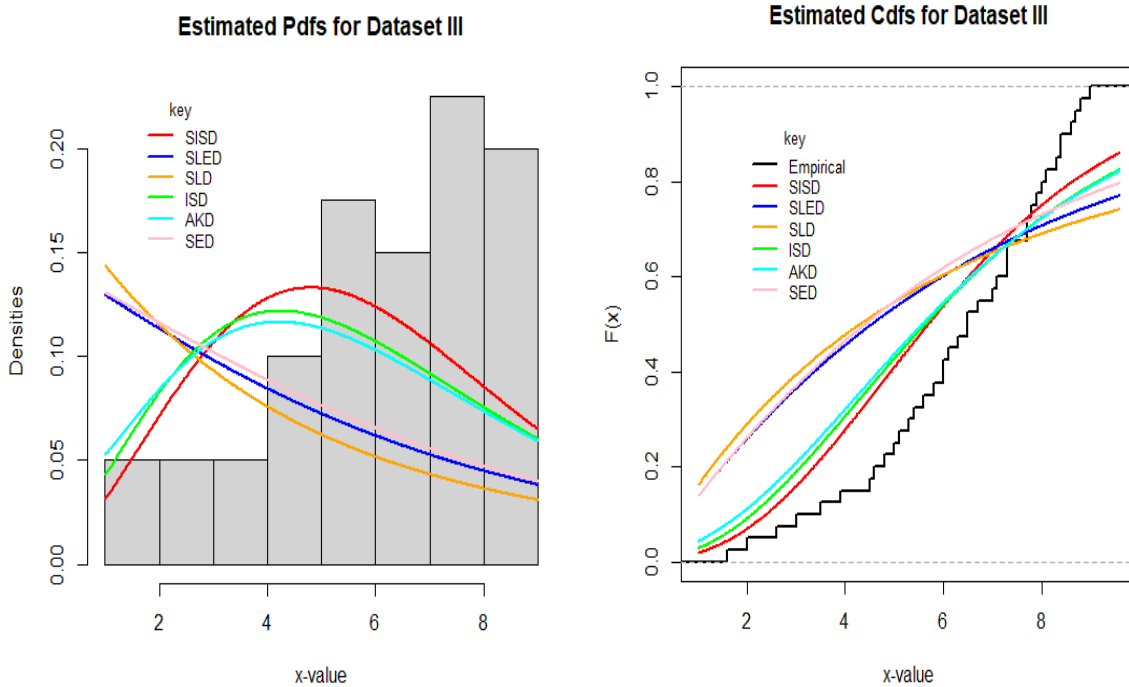 Estimated Pdfs for Dataset III
key
SISD
SLED
SLD
ISD
AKD
SED
Densities
0.00
0.05
0.10
0.15
0.20
2
4
6
8
x-value
Estimated Cdfs for Dataset III
key
Empirical
SISD
SLED
SLD
ISD
AKD
SED
F(x)
0.0
0.2
0.4
0.6
0.8
1.0
2
4
6
8
x-value